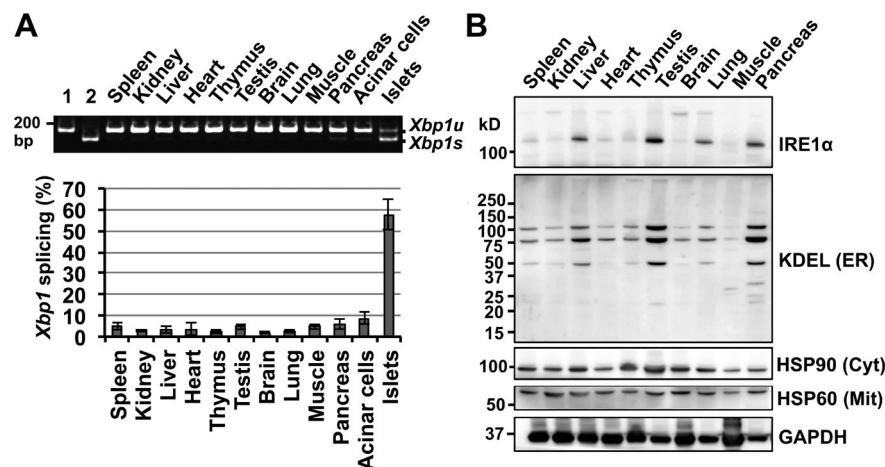 A
1 2 Spleen Kidney Liver Heart Thymus Testis Brain Lung Muscle Pancreas Acinar cells Islets
200
bp
Xbp1u
Xbp1s
Xbp1 splicing (%)
70
60
50
40
30
20
10
0
Spleen Kidney Liver Heart Thymus Testis Brain Lung Muscle Pancreas Acinar cells Islets
B
Spleen Kidney Liver Heart Thymus Testis Brain Lung Muscle Pancreas
kD
100
IRE1α
250
150
100
75
50
37
25
20
15
KDEL (ER)
100
HSP90 (Cyt)
50
HSP60 (Mit)
37
GAPDH